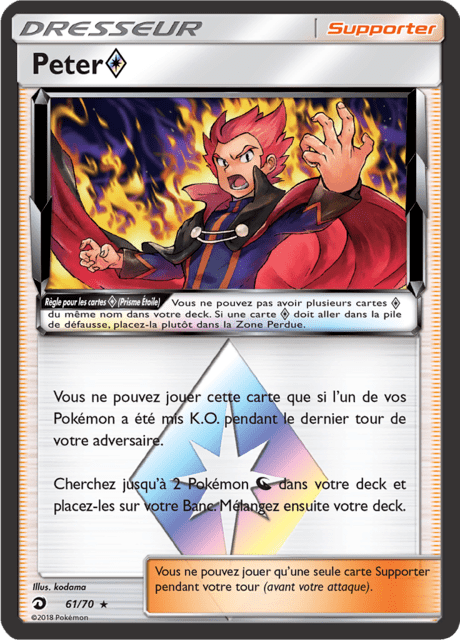 DRESSEUR
Supporter
Peter
Règle pour les cartes (Prisme Étoile) Vous ne pouvez pas avoir plusieurs cartes
du même nom dans votre deck. Si une carte doit aller dans la pile
de défausse, placez-la plutôt dans la Zone Perdue.
Vous ne pouvez jouer cette carte que si l'un de vos
Pokémon a été mis K.O. pendant le dernier tour de
votre adversaire.
Cherchez jusqu'à 2 Pokémon dans votre deck et
placez-les sur votre Banc. Mélangez ensuite votre deck.
Vous ne pouvez jouer qu'une seule carte Supporter
pendant votre tour (avant votre attaque).
Illus. kodama
61/70 ★
©2018 Pokémon